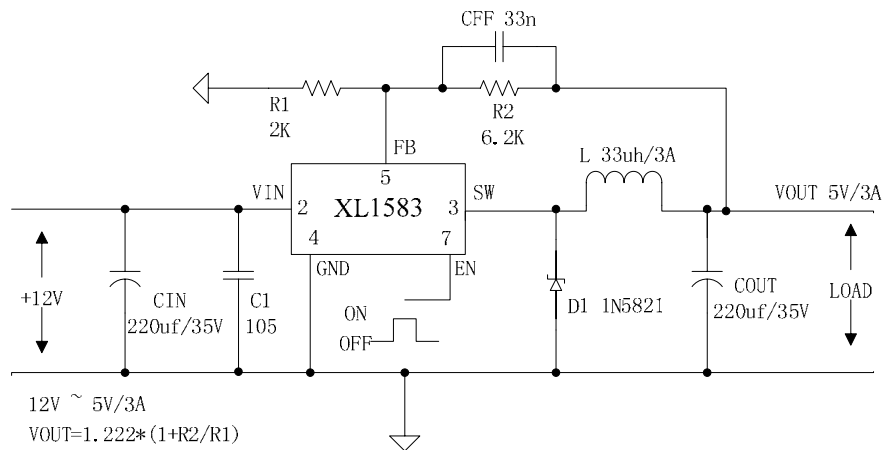 CFF 33n
R1
2K
R2
6.2K
FB
L 33uh/3A
5
VIN
SW
VOUT 5V/3A
2
XL1583
3
4
7
GND
EN
+12V
CIN
220uf/35V
C1
105
ON
OFF
D1 1N5821
COUT
220uf/35V
LOAD
12V ~ 5V/3A
VOUT=1.222*(1+R2/R1)